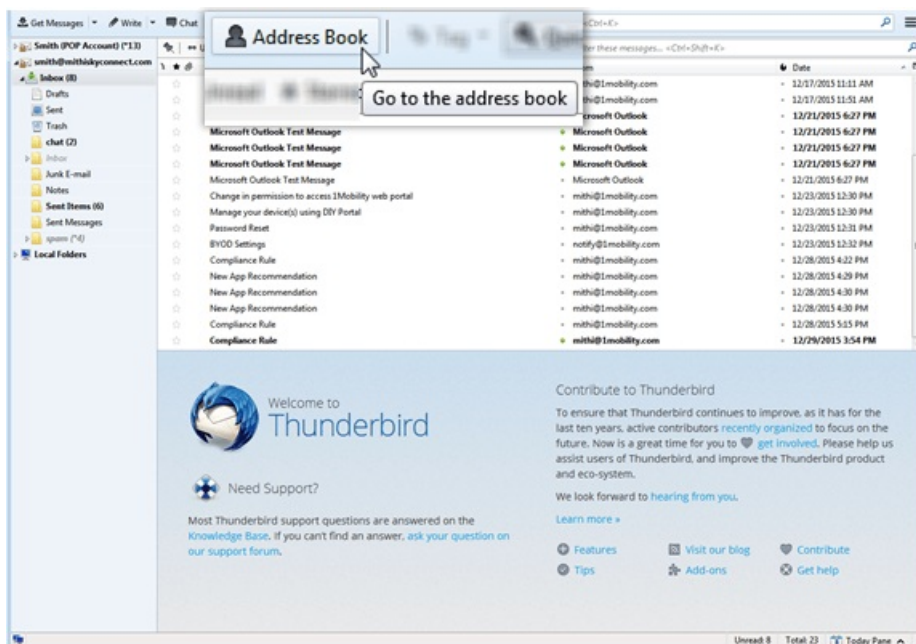 Get Messages Write Chat
Address Book
<Ctrl+K>
these messages... <Ctrl+Shift+K>
Go to the address book
Smith (POP Account) (*13)
smith@mithiskyconnect.com
Inbox (8)
Drafts
Sent
Trash
chat (2)
Inbox
Junk E-mail
Notes
Sent Items (6)
Sent Messages
spam (*4)
Local Folders
Date
mithi@1mobility.com 12/17/2015 11:11 AM
mithi@1mobility.com 12/17/2015 11:51 AM
Microsoft Outlook 12/21/2015 6:27 PM
Microsoft Outlook Test Message Microsoft Outlook 12/21/2015 6:27 PM
Microsoft Outlook Test Message Microsoft Outlook 12/21/2015 6:27 PM
Microsoft Outlook Test Message Microsoft Outlook 12/21/2015 6:27 PM
Microsoft Outlook Test Message Microsoft Outlook 12/21/2015 6:27 PM
Change in permission to access 1Mobility web portal mithi@1mobility.com 12/23/2015 12:30 PM
Manage your device(s) using DIY Portal mithi@1mobility.com 12/23/2015 12:30 PM
Password Reset mithi@1mobility.com 12/23/2015 12:31 PM
BYOD Settings notify@1mobility.com 12/23/2015 12:32 PM
Compliance Rule mithi@1mobility.com 12/28/2015 4:22 PM
New App Recommendation mithi@1mobility.com 12/28/2015 4:29 PM
New App Recommendation mithi@1mobility.com 12/28/2015 4:30 PM
New App Recommendation mithi@1mobility.com 12/28/2015 4:30 PM
Compliance Rule mithi@1mobility.com 12/28/2015 5:15 PM
Compliance Rule mithi@1mobility.com 12/29/2015 3:54 PM
Welcome to
Thunderbird
Need Support?
Most Thunderbird support questions are answered on the
Knowledge Base. If you can't find an answer, ask your question on
our support forum.
Contribute to Thunderbird
To ensure that Thunderbird continues to improve, as it has for the
last ten years, active contributors recently organized to focus on the
future. Now is a great time for you to get involved. Please help us
assist users of Thunderbird, and improve the Thunderbird product
and eco-system.
We look forward to hearing from you.
Learn more »
Features Visit our blog Contribute
Tips Add-ons Get help
Unread: 8 Total: 23 Today Pane